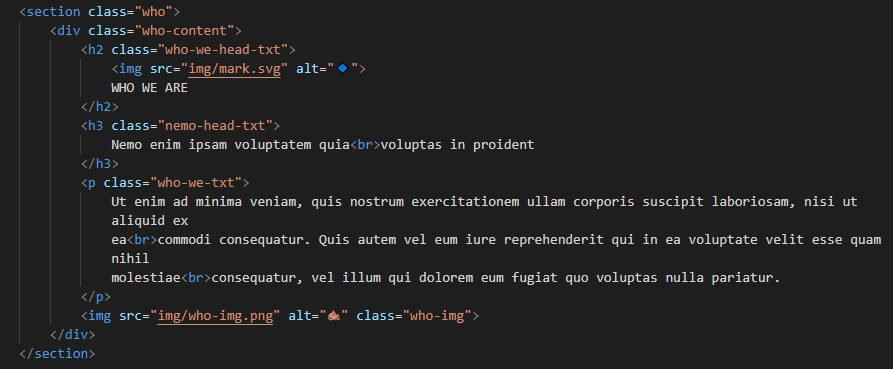 <section class="who">
<div class="who-content">
<h2 class="who-we-head-txt">
<img src="img/mark.svg" alt="🔹">
WHO WE ARE
</h2>
<h3 class="nemo-head-txt">
Nemo enim ipsam voluptatem quia<br>voluptas in proident
</h3>
<p class="who-we-txt">
Ut enim ad minima veniam, quis nostrum exercitationem ullam corporis suscipit laboriosam, nisi ut
aliquid ex
ea<br>commodi consequatur. Quis autem vel eum iure reprehenderit qui in ea voluptate velit esse quam
nihil
molestiae<br>consequatur, vel illum qui dolorem eum fugiat quo voluptas nulla pariatur.
</p>
<img src="img/who-img.png" alt="" class="who-img">
</div>
</section>